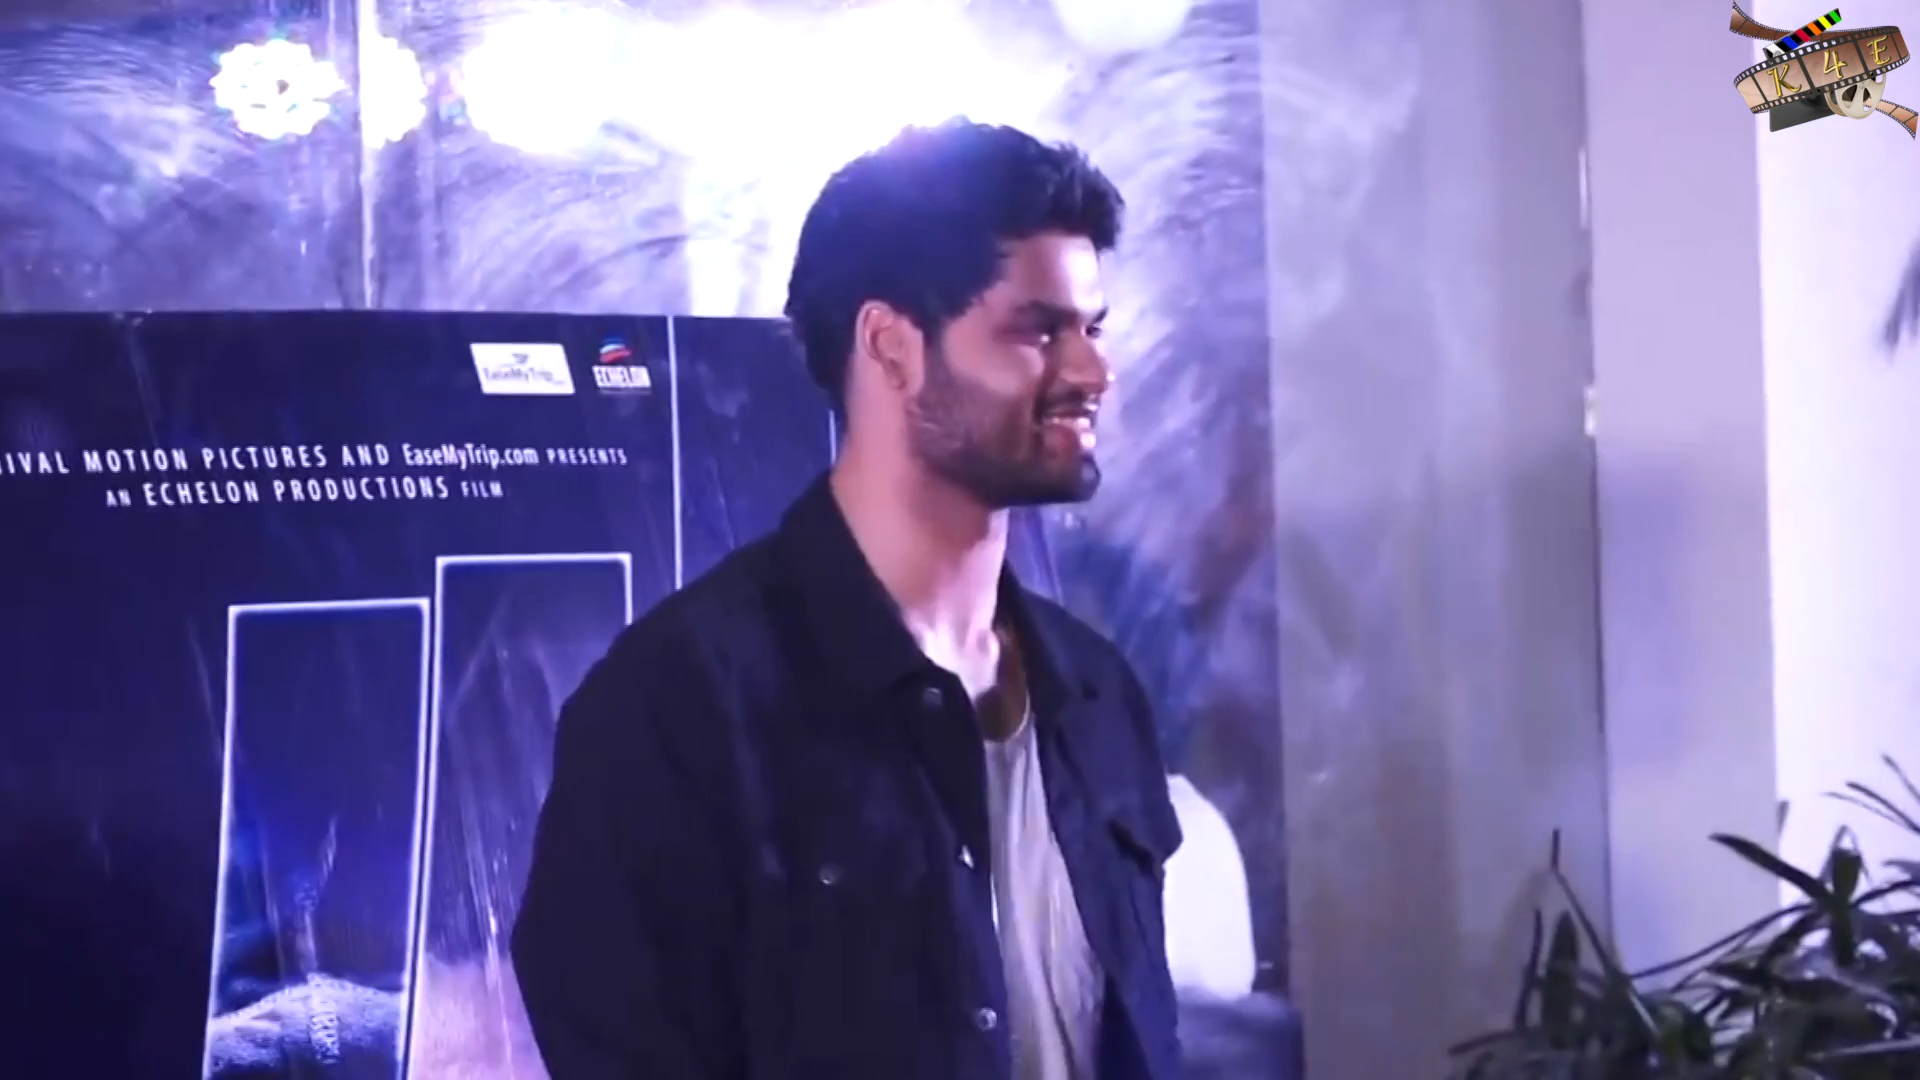 K 4 E
EaseMyTrip
ECHELON
IVAL MOTION PICTURES AND EaseMyTrip.com PRESENTS
AN ECHELON PRODUCTIONS FILM